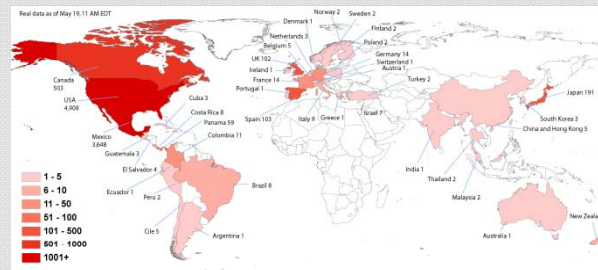 Real data as of May 19, 11 AM EDT
Norway 2
Sweden 2
Denmark 1
Finland 2
Netherlands 3
Poland 2
Belgium 5
Germany 14
UK 102
Switzerland 1
Ireland 1
Austria 1
France 14
Turkey 2
Portugal 1
Canada
503
Cuba 3
Spain 103
Italy 9
Greece 1
Israel 7
Japan 191
USA
4,908
Costa Rica 8
South Korea 3
Panama 59
China and Hong Kong 5
Mexico
3,648
Colombia 11
Guatemala 3
El Salvador 4
India 1
Thailand 2
Ecuador 1
Brazil 8
Malaysia 2
Peru 2
New Zeala
Cile 5
Argentina 1
Australia 1
1 - 5
6 - 10
11 - 50
51 - 100
101 - 500
501 - 1000
1001+